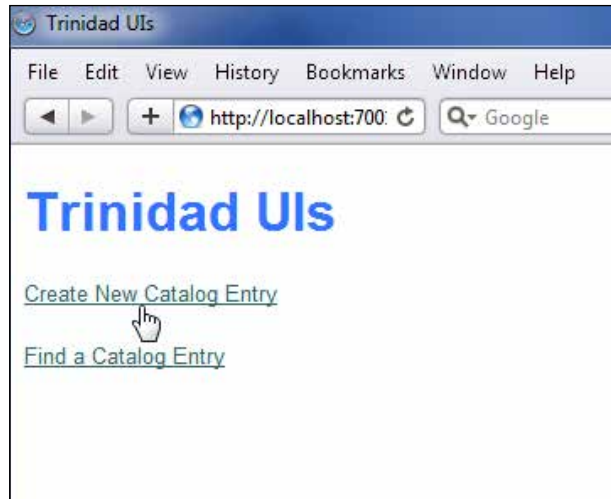 Trinidad UIs
File Edit View History Bookmarks Window Help
http://localhost:700 Google
Trinidad UIs
Create New Catalog Entry
Find a Catalog Entry